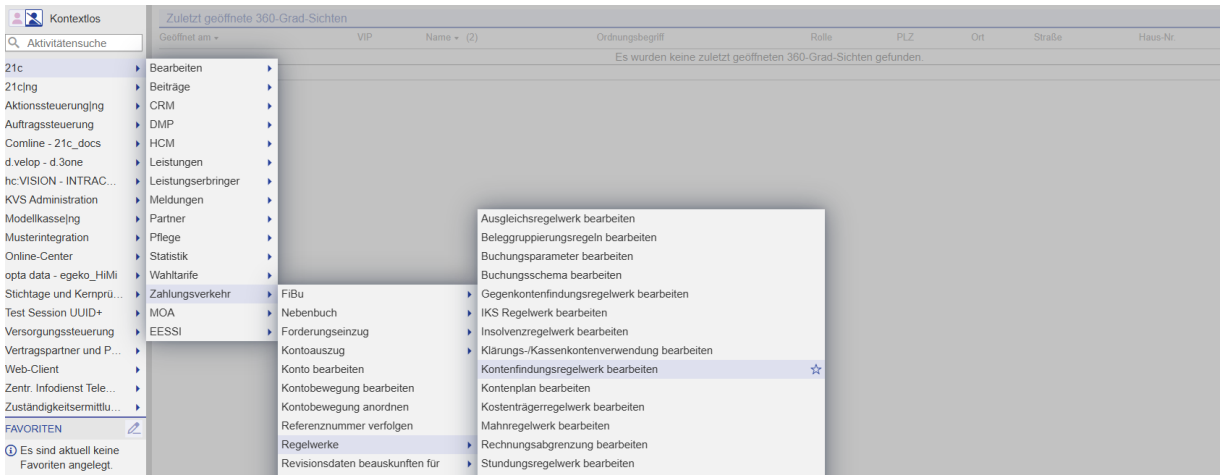 Kontextlos
Aktivitätensuche
Zuletzt geöffnete 360-Grad-Sichten
Geöffnet am VIP Name (2) Ordnungsbegriff Rolle PLZ Ort Straße Haus-Nr.
Es wurden keine zuletzt geöffneten 360-Grad-Sichten gefunden.
21c
21c|ng
Aktionssteuerung|ng
Auftragssteuerung
Comline - 21c_docs
d.velop - d.3one
hc:VISION - INTRAC...
KVS Administration
Modellkasse|ng
Musterintegration
Online-Center
opta data - egeko_HiMi
Stichtage und Kernprü...
Test Session UUID+
Versorgungssteuerung
Vertragspartner und P...
Web-Client
Zentr. Infodienst Tele...
Zuständigkeitsermittlu...
FAVORITEN
Es sind aktuell keine
Favoriten angelegt.
Bearbeiten
Beiträge
CRM
DMP
HCM
Leistungen
Leistungserbringer
Meldungen
Partner
Pflege
Statistik
Wahltarife
Zahlungsverkehr
MOA
EESSI
FiBu
Nebenbuch
Forderungseinzug
Kontoauszug
Konto bearbeiten
Kontobewegung bearbeiten
Kontobewegung anordnen
Referenznummer verfolgen
Regelwerke
Revisionsdaten beauskunften für
Ausgleichsregelwerk bearbeiten
Beleggruppierungsregeln bearbeiten
Buchungsparameter bearbeiten
Buchungsschema bearbeiten
Gegenkontenfindungsregelwerk bearbeiten
IKS Regelwerk bearbeiten
Insolvenzregelwerk bearbeiten
Klärungs-/Kassenkontenverwendung bearbeiten
Kontenfindungsregelwerk bearbeiten
Kontenplan bearbeiten
Kostenträgerregelwerk bearbeiten
Mahnregelwerk bearbeiten
Rechnungsabgrenzung bearbeiten
Stundungsregelwerk bearbeiten